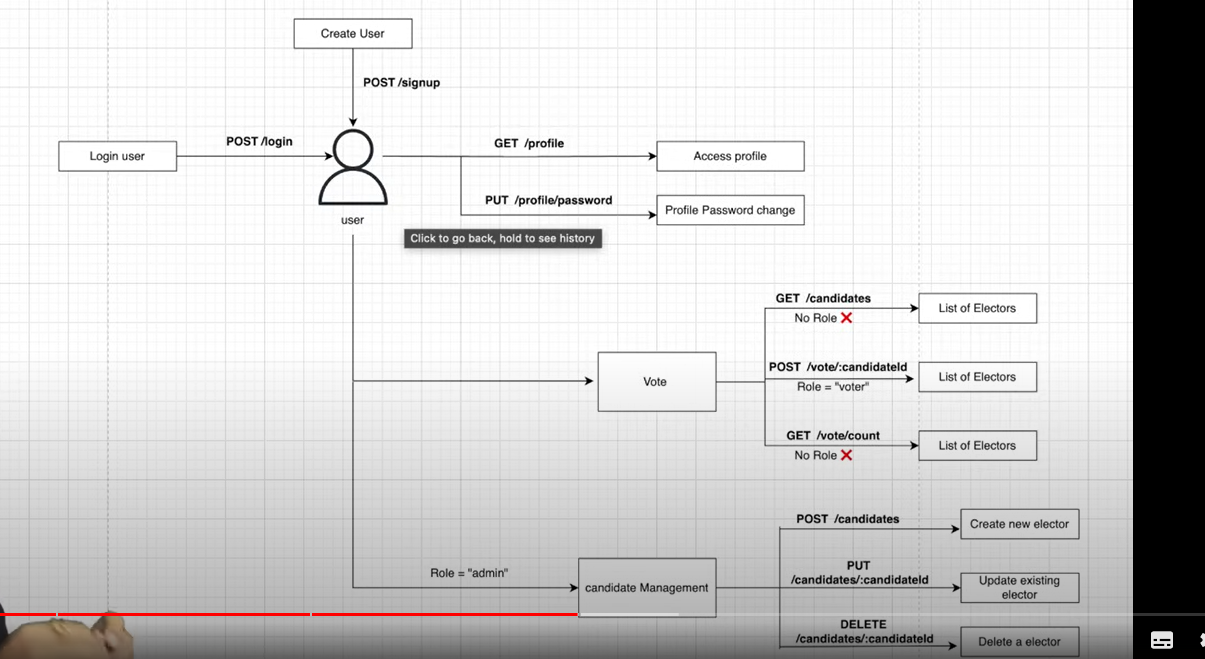 Create User
POST /signup
POST /login
Login user
GET /profile
Access profile
PUT /profile/password
Profile Password change
user
Click to go back, hold to see history
GET /candidates
No Role ❌
List of Electors
Vote
POST /vote/:candidateId
Role = "voter"
List of Electors
GET /vote/count
No Role ❌
List of Electors
POST /candidates
Create new elector
Role = "admin"
candidate Management
PUT
/candidates/:candidateId
Update existing
elector
DELETE
/candidates/:candidateId
Delete a elector